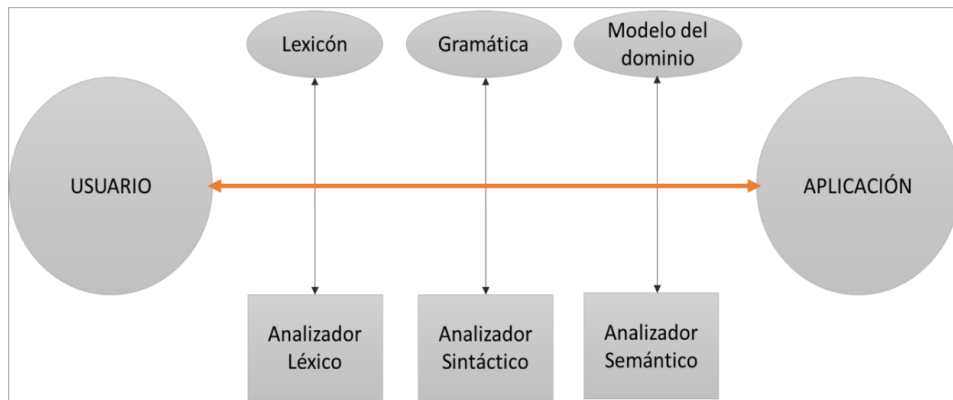 Lexicón
Gramática
Modelo del
dominio
USUARIO
APLICACIÓN
Analizador
Léxico
Analizador
Sintáctico
Analizador
Semántico